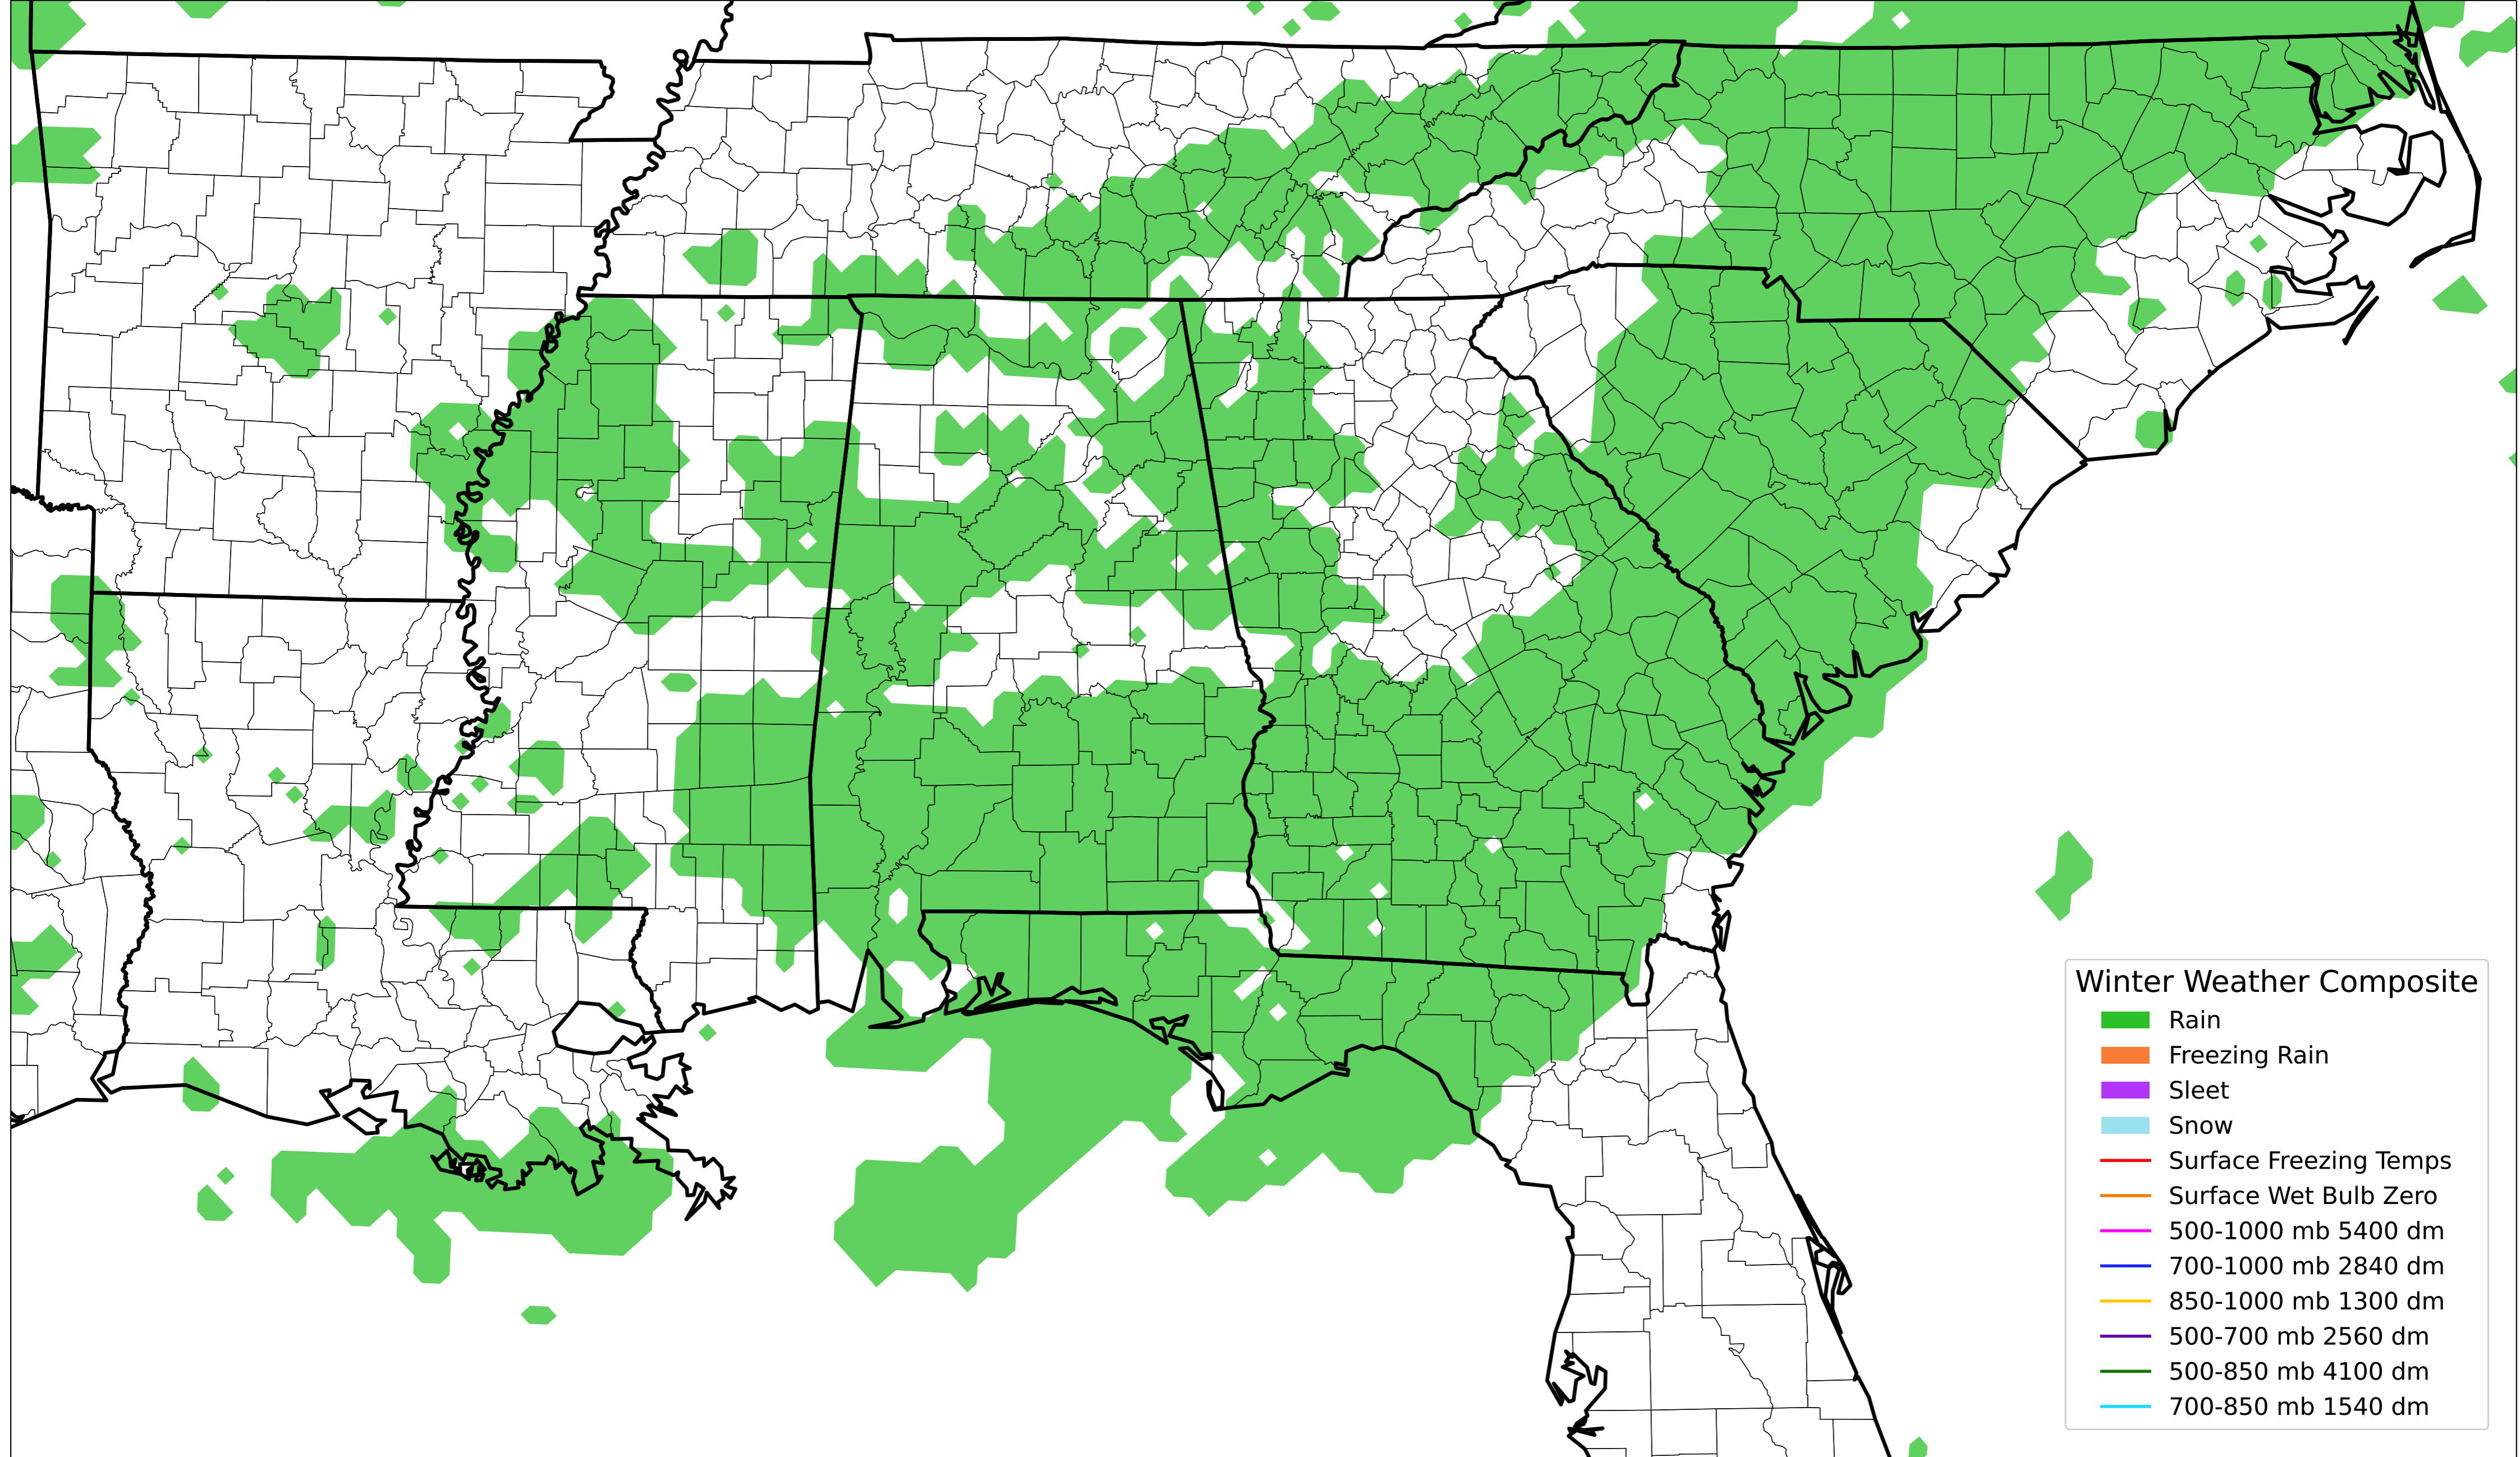 Winter Weather Composite
Rain
Freezing Rain
Sleet
Snow
Surface Freezing Temps
Surface Wet Bulb Zero
500-1000 mb 5400 dm
700-1000 mb 2840 dm
850-1000 mb 1300 dm
500-700 mb 2560 dm
500-850 mb 4100 dm
700-850 mb 1540 dm